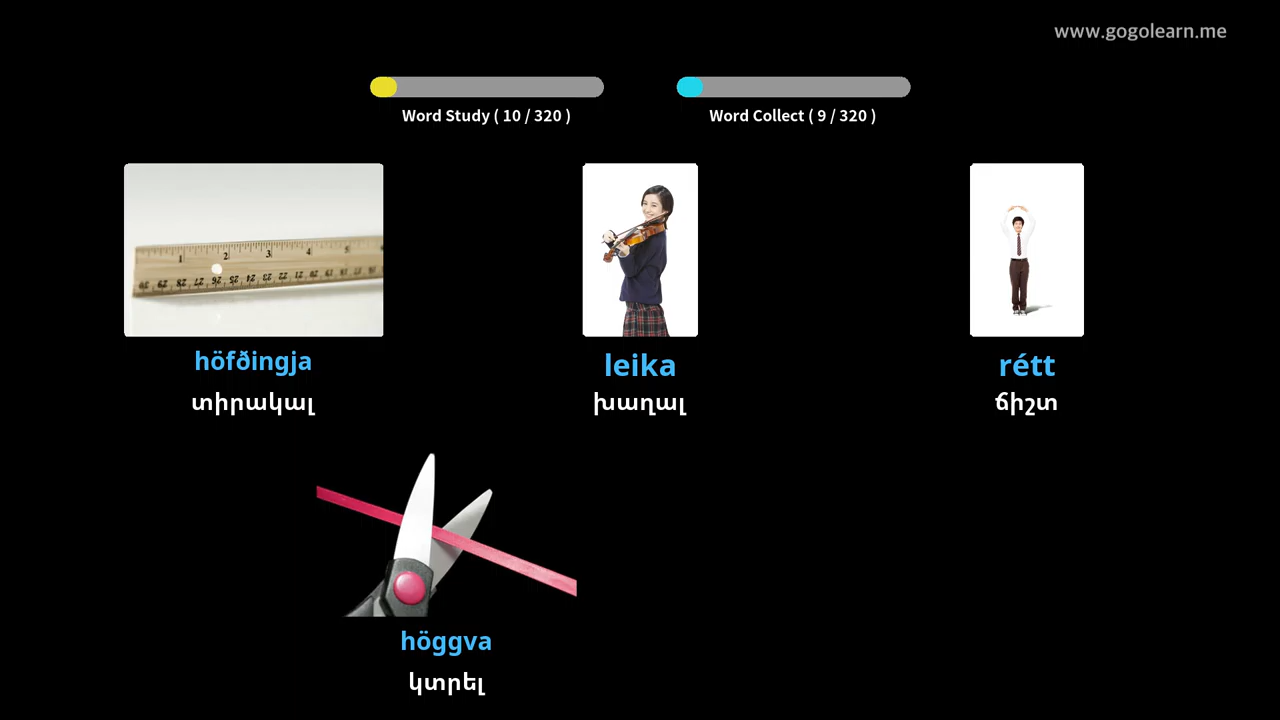 www.gogolearn.me
Word Study ( 10 / 320 )
Word Collect ( 9 / 320 )
höfðingja
տիրակալ
leika
խաղալ
rétt
ճիշտ
höggva
կտրել